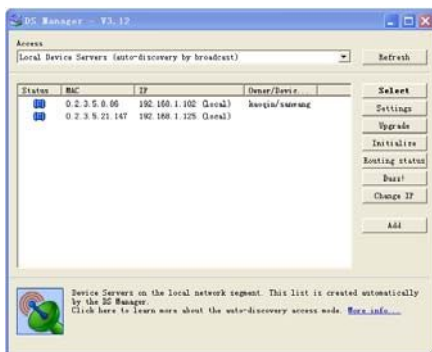 DS Manager - V3.12
Access
Local Device Servers (auto-discovery by broadcast)
Refresh
Status MAC IP Owner/Devic...
0.2.3.5.8.86 192.168.1.102 (local) kaoqin/sanwang
0.2.3.5.21.147 192.168.1.125 (local)
Select
Settings
Upgrade
Initialize
Routing status
Buzz!
Change IP
Add
Device Servers on the local network segment. This list is created automatically
by the DS Manager.
Click here to learn more about the auto-discovery access mode. More info...